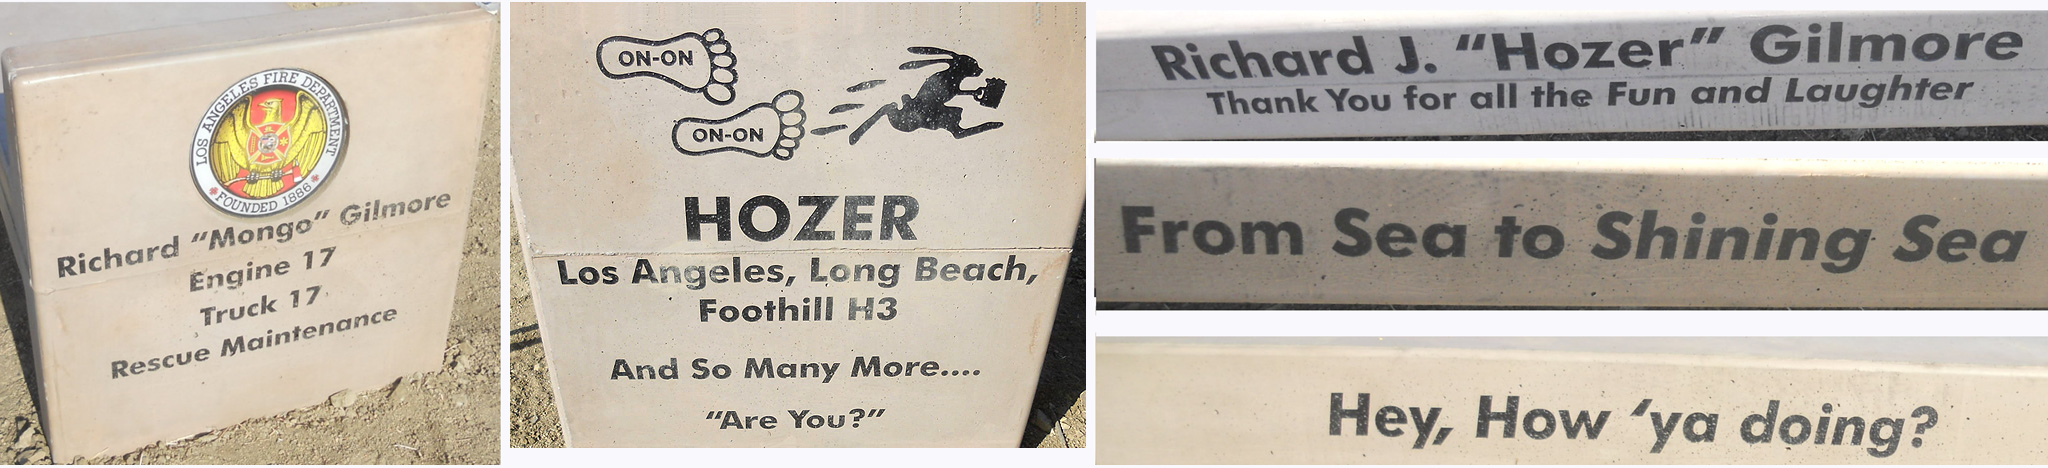 LOS ANGELES FIRE DEPARTMENT
FOUNDED 1886
Richard “Mongo” Gilmore
Engine 17
Truck 17
Rescue Maintenance
ON-ON
ON-ON
HOZER
Los Angeles, Long Beach,
Foothill H3
And So Many More....
“Are You?”
Richard J. “Hozer” Gilmore
Thank You for all the Fun and Laughter
From Sea to Shining Sea
Hey, How ‘ya doing?